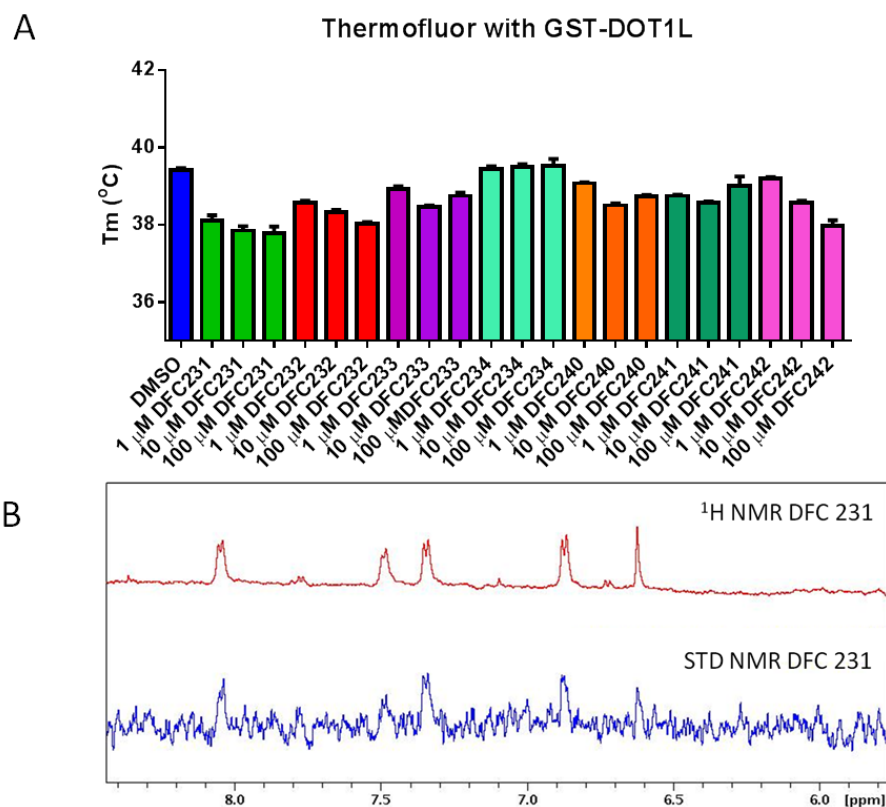 A
Thermofluor with GST-DOT1L
Tm (°C)
42
40
38
36
DMSO
1 μM DFC231
10 μM DFC231
100 μM DFC231
1 μM DFC232
10 μM DFC232
100 μM DFC232
1 μM DFC233
10 μM DFC233
100 μMDFC233
1 μM DFC234
10 μM DFC234
100 μM DFC234
1 μM DFC240
10 μM DFC240
100 μM DFC240
1 μM DFC241
10 μM DFC241
100 μM DFC241
1 μM DFC242
10 μM DFC242
100 μM DFC242
B
¹H NMR DFC 231
STD NMR DFC 231
8.0 7.5 7.0 6.5 6.0 [ppm]